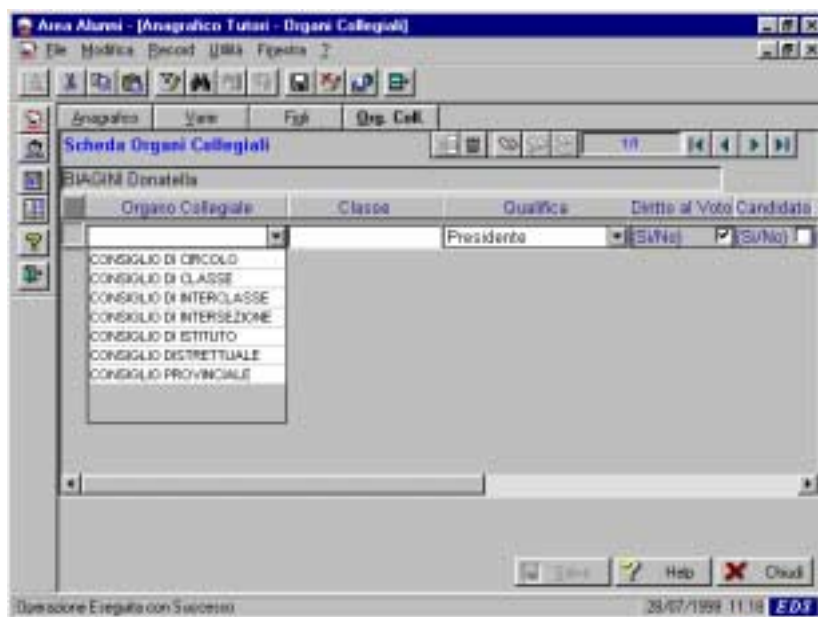 Area Alunni - [Anagrafico Tutori - Organi Collegiali]
File Modifica Record Utilità Finestra ?
Anagrafico Varie Figli Org. Coll.
Scheda Organi Collegiali 1/1
BIAGINI Donatella
Organo Collegiale Classe Qualifica Diritto al Voto Candidato
Presidente (Si/No) (Si/No)
CONSIGLIO DI CIRCOLO
CONSIGLIO DI CLASSE
CONSIGLIO DI INTERCLASSE
CONSIGLIO DI INTERSEZIONE
CONSIGLIO DI ISTITUTO
CONSIGLIO DISTRETTUALE
CONSIGLIO PROVINCIALE
Salva Help Chiudi
Operazione Eseguita con Successo 28/07/1999 11.18 EDS